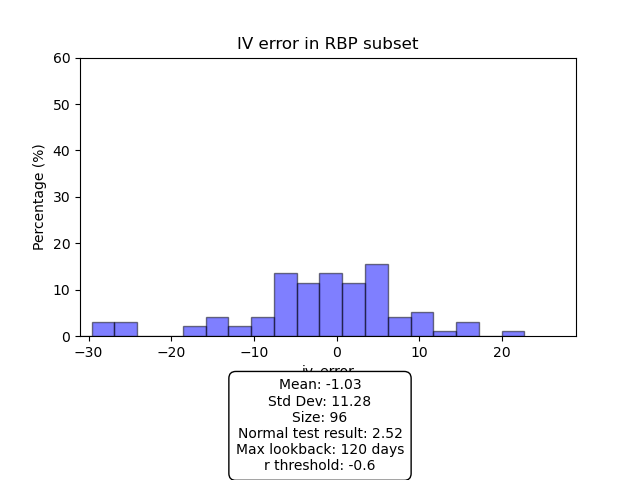 IV error in RBP subset
Percentage (%)
60
50
40
30
20
10
0
−30 −20 −10 0 10 20
iv_error
Mean: -1.03
Std Dev: 11.28
Size: 96
Normal test result: 2.52
Max lookback: 120 days
r threshold: -0.6